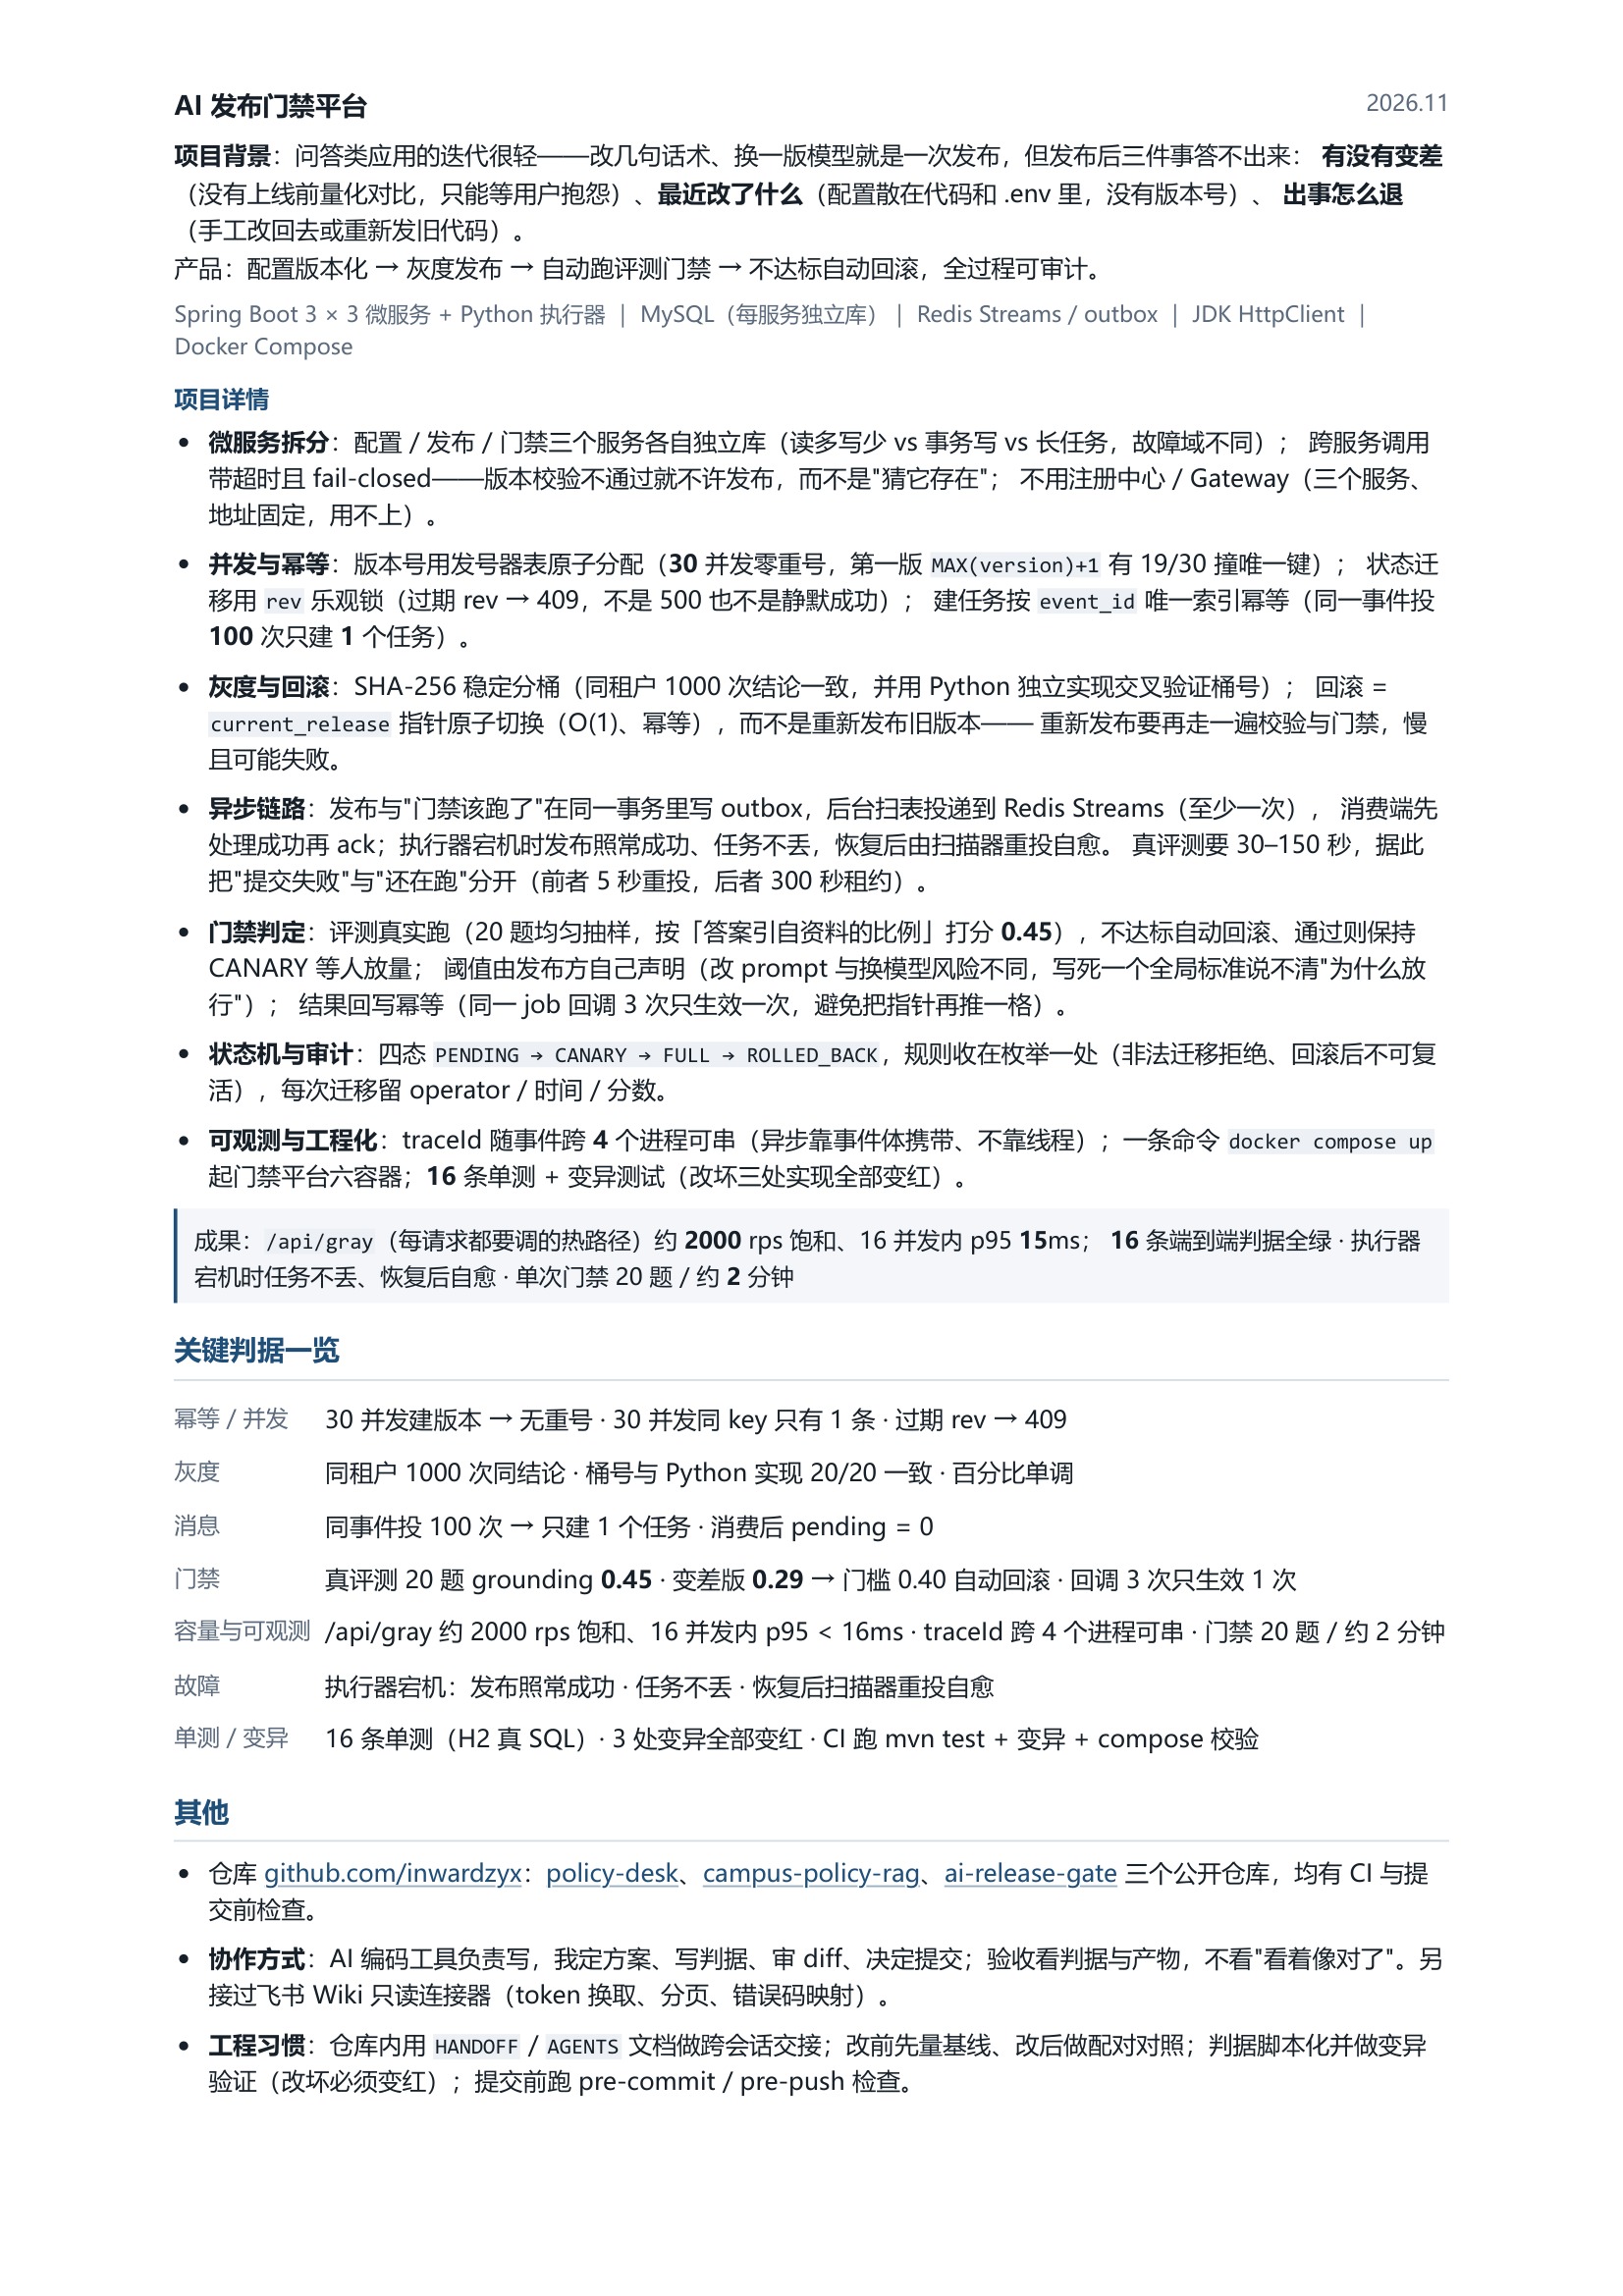 AI 发布门禁平台 2026.11
项目背景：问答类应用的迭代很轻——改几句话术、换一版模型就是一次发布，但发布后三件事答不出来： 有没有变差
（没有上线前量化对比，只能等用户抱怨）、最近改了什么（配置散在代码和 .env 里，没有版本号）、 出事怎么退
（手工改回去或重新发旧代码）。
产品：配置版本化 → 灰度发布 → 自动跑评测门禁 → 不达标自动回滚，全过程可审计。
Spring Boot 3 × 3 微服务 + Python 执行器 | MySQL（每服务独立库） | Redis Streams / outbox | JDK HttpClient |
Docker Compose
项目详情
• 微服务拆分：配置 / 发布 / 门禁三个服务各自独立库（读多写少 vs 事务写 vs 长任务，故障域不同）； 跨服务调用
带超时且 fail-closed——版本校验不通过就不许发布，而不是"猜它存在"； 不用注册中心 / Gateway（三个服务、
地址固定，用不上）。
• 并发与幂等：版本号用发号器表原子分配（30 并发零重号，第一版 MAX(version)+1 有 19/30 撞唯一键）； 状态迁
移用 rev 乐观锁（过期 rev → 409，不是 500 也不是静默成功）； 建任务按 event_id 唯一索引幂等（同一事件投
100 次只建 1 个任务）。
• 灰度与回滚：SHA-256 稳定分桶（同租户 1000 次结论一致，并用 Python 独立实现交叉验证桶号）； 回滚 =
current_release 指针原子切换（O(1)、幂等），而不是重新发布旧版本—— 重新发布要再走一遍校验与门禁，慢
且可能失败。
• 异步链路：发布与"门禁该跑了"在同一事务里写 outbox，后台扫表投递到 Redis Streams（至少一次）， 消费端先
处理成功再 ack；执行器宕机时发布照常成功、任务不丢，恢复后由扫描器重投自愈。 真评测要 30–150 秒，据此
把"提交失败"与"还在跑"分开（前者 5 秒重投，后者 300 秒租约）。
• 门禁判定：评测真实跑（20 题均匀抽样，按「答案引自资料的比例」打分 0.45），不达标自动回滚、通过则保持
CANARY 等人放量； 阈值由发布方自己声明（改 prompt 与换模型风险不同，写死一个全局标准说不清"为什么放
行"）； 结果回写幂等（同一 job 回调 3 次只生效一次，避免把指针再推一格）。
• 状态机与审计：四态 PENDING → CANARY → FULL → ROLLED_BACK，规则收在枚举一处（非法迁移拒绝、回滚后不可复
活），每次迁移留 operator / 时间 / 分数。
• 可观测与工程化：traceId 随事件跨 4 个进程可串（异步靠事件体携带、不靠线程）；一条命令 docker compose up
起门禁平台六容器；16 条单测 + 变异测试（改坏三处实现全部变红）。
成果：/api/gray（每请求都要调的热路径）约 2000 rps 饱和、16 并发内 p95 15ms； 16 条端到端判据全绿 · 执行器
宕机时任务不丢、恢复后自愈 · 单次门禁 20 题 / 约 2 分钟
关键判据一览
幂等 / 并发 30 并发建版本 → 无重号 · 30 并发同 key 只有 1 条 · 过期 rev → 409
灰度 同租户 1000 次同结论 · 桶号与 Python 实现 20/20 一致 · 百分比单调
消息 同事件投 100 次 → 只建 1 个任务 · 消费后 pending = 0
门禁 真评测 20 题 grounding 0.45 · 变差版 0.29 → 门槛 0.40 自动回滚 · 回调 3 次只生效 1 次
容量与可观测 /api/gray 约 2000 rps 饱和、16 并发内 p95 < 16ms · traceId 跨 4 个进程可串 · 门禁 20 题 / 约 2 分钟
故障 执行器宕机：发布照常成功 · 任务不丢 · 恢复后扫描器重投自愈
单测 / 变异 16 条单测（H2 真 SQL）· 3 处变异全部变红 · CI 跑 mvn test + 变异 + compose 校验
其他
• 仓库 github.com/inwardzyx：policy-desk、campus-policy-rag、ai-release-gate 三个公开仓库，均有 CI 与提
交前检查。
• 协作方式：AI 编码工具负责写，我定方案、写判据、审 diff、决定提交；验收看判据与产物，不看"看着像对了"。另
接过飞书 Wiki 只读连接器（token 换取、分页、错误码映射）。
• 工程习惯：仓库内用 HANDOFF / AGENTS 文档做跨会话交接；改前先量基线、改后做配对对照；判据脚本化并做变异
验证（改坏必须变红）；提交前跑 pre-commit / pre-push 检查。